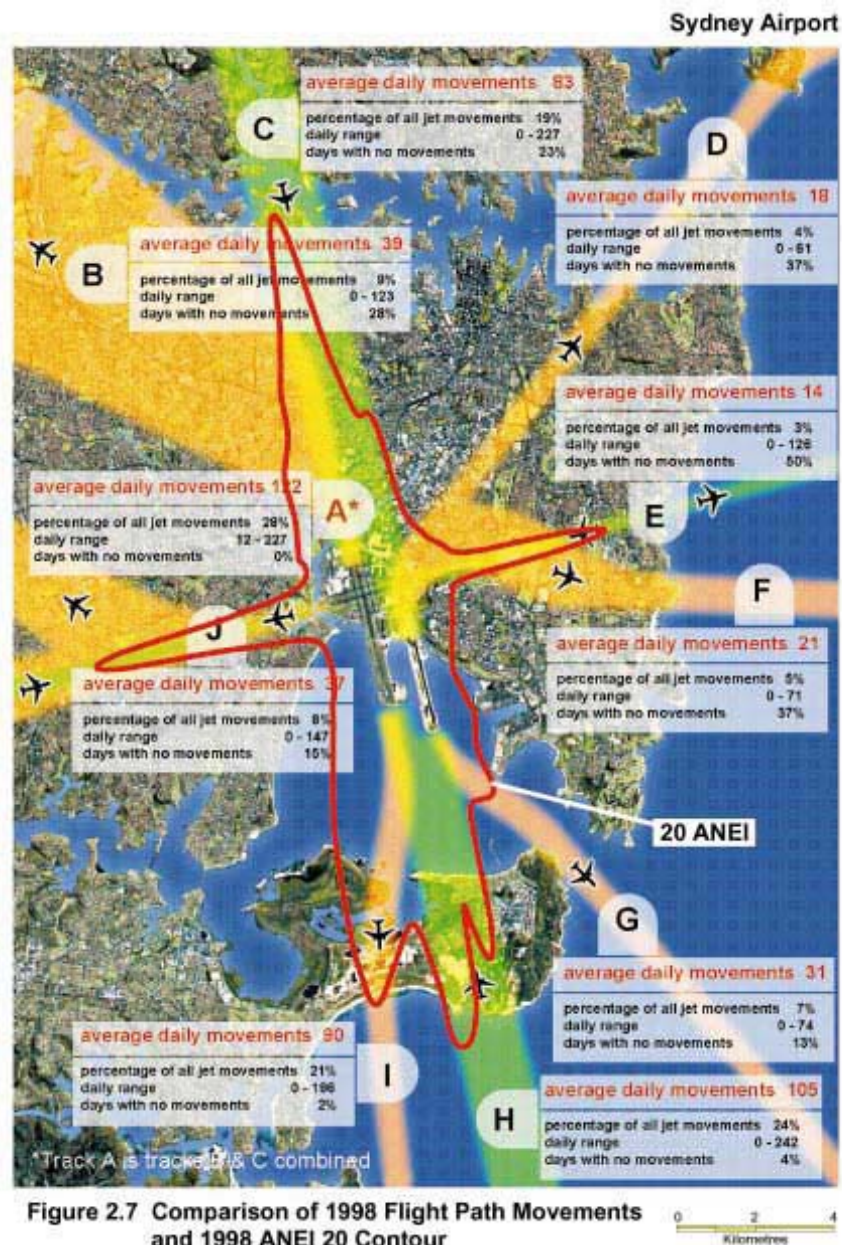 Sydney Airport
average daily movements 83
percentage of all jet movements 19%
daily range 0 - 227
days with no movements 23%
C
D
average daily movements 18
percentage of all jet movements 4%
daily range 0 - 61
days with no movements 37%
average daily movements 39
percentage of all jet movements 9%
daily range 0 - 123
days with no movements 28%
B
average daily movements 14
percentage of all jet movements 3%
daily range 0 - 126
days with no movements 50%
E
average daily movements 122
percentage of all jet movements 28%
daily range 12 - 227
days with no movements 0%
A*
F
J
average daily movements 21
percentage of all jet movements 5%
daily range 0 - 71
days with no movements 37%
average daily movements 37
percentage of all jet movements 8%
daily range 0 - 147
days with no movements 15%
20 ANEI
G
average daily movements 31
percentage of all jet movements 7%
daily range 0 - 74
days with no movements 13%
average daily movements 90
percentage of all jet movements 21%
daily range 0 - 196
days with no movements 2%
I
H
average daily movements 105
percentage of all jet movements 24%
daily range 0 - 242
days with no movements 4%
*Track A is tracks B & C combined
Figure 2.7 Comparison of 1998 Flight Path Movements
and 1998 ANEI 20 Contour
0 2 4
Kilometres